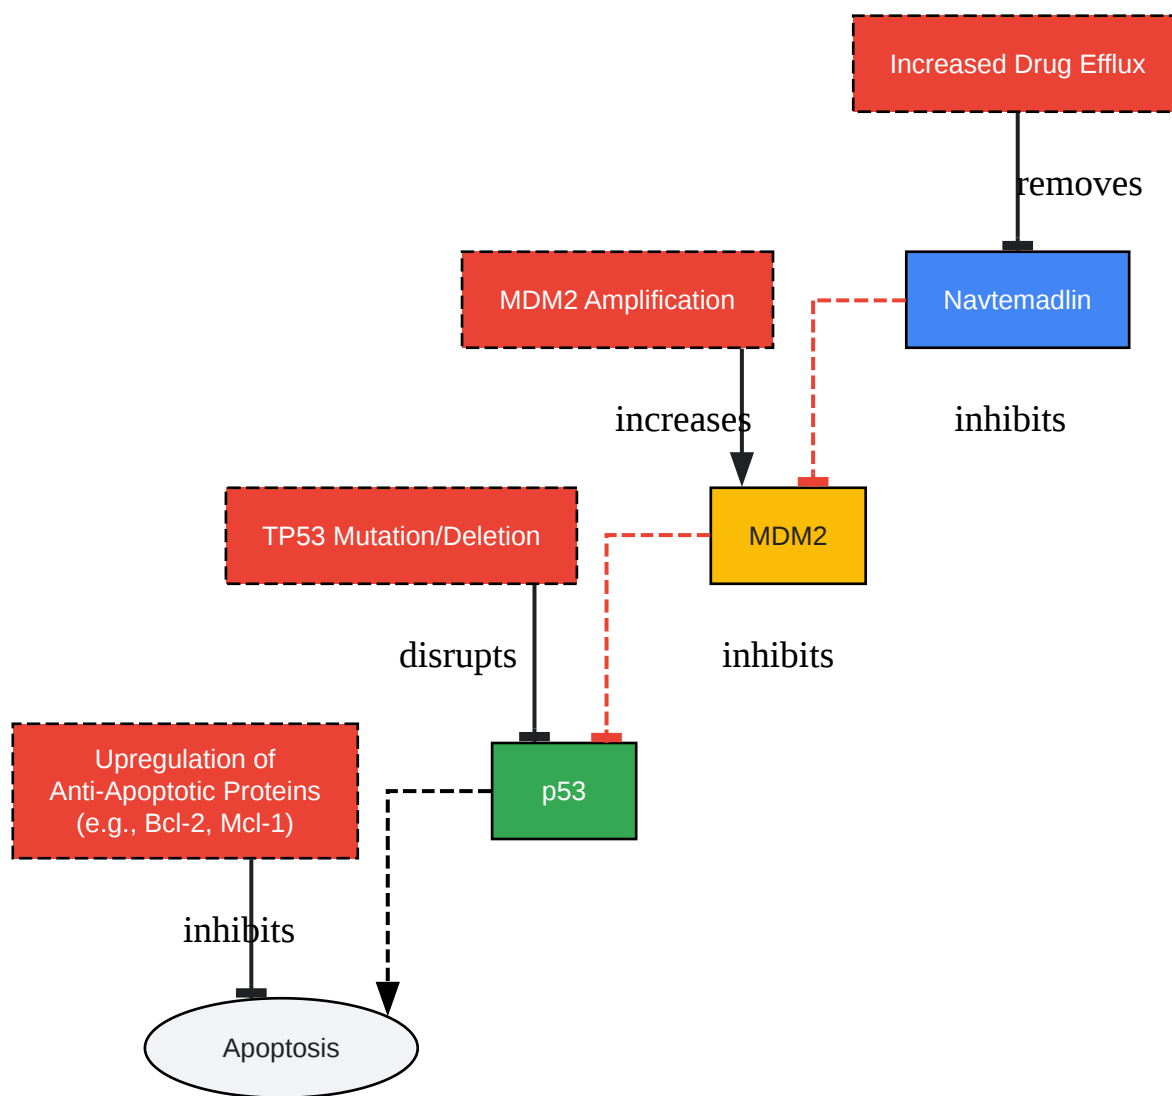 Increased Drug Efflux
removes
MDM2 Amplification
Navtemadlin
increases
inhibits
TP53 Mutation/Deletion
MDM2
disrupts
inhibits
Upregulation of
Anti-Apoptotic Proteins
(e.g., Bcl-2, Mcl-1)
p53
inhibits
Apoptosis